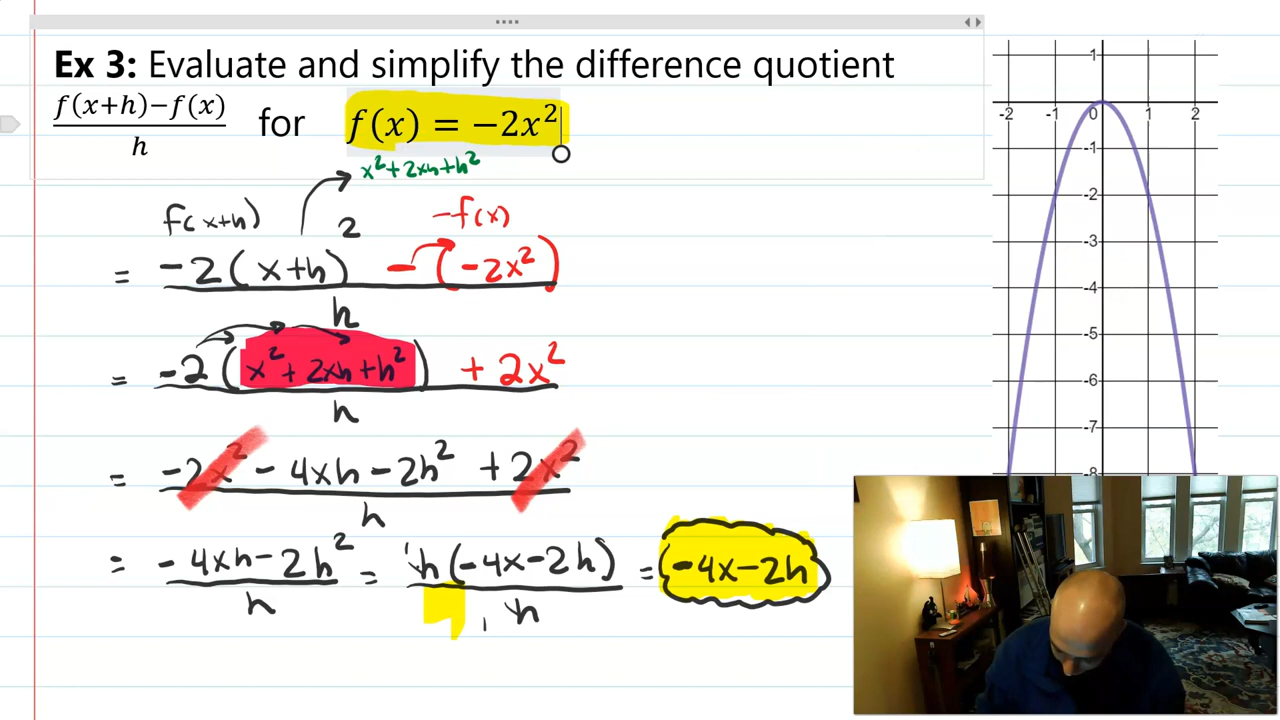 Ex 3: Evaluate and simplify the difference quotient
f(x+h)−f(x)
h
for f(x) = −2x²
x² + 2xh + h²
f(x+h)
−f(x)
= −2(x+h)² − (−2x²)
h
= −2(x² + 2xh + h²) + 2x²
h
= −2x² − 4xh − 2h² + 2x²
h
= −4xh − 2h² = h(−4x − 2h) = −4x − 2h
h h
1
-2 -1 0 1 2
-1
-2
-3
-4
-5
-6
-7
-8